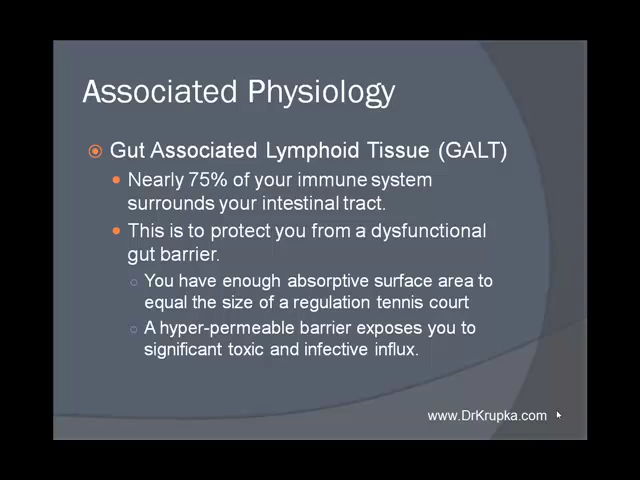 Associated Physiology
Gut Associated Lymphoid Tissue (GALT)
Nearly 75% of your immune system
surrounds your intestinal tract.
This is to protect you from a dysfunctional
gut barrier.
You have enough absorptive surface area to
equal the size of a regulation tennis court
A hyper-permeable barrier exposes you to
significant toxic and infective influx.
www.DrKrupka.com